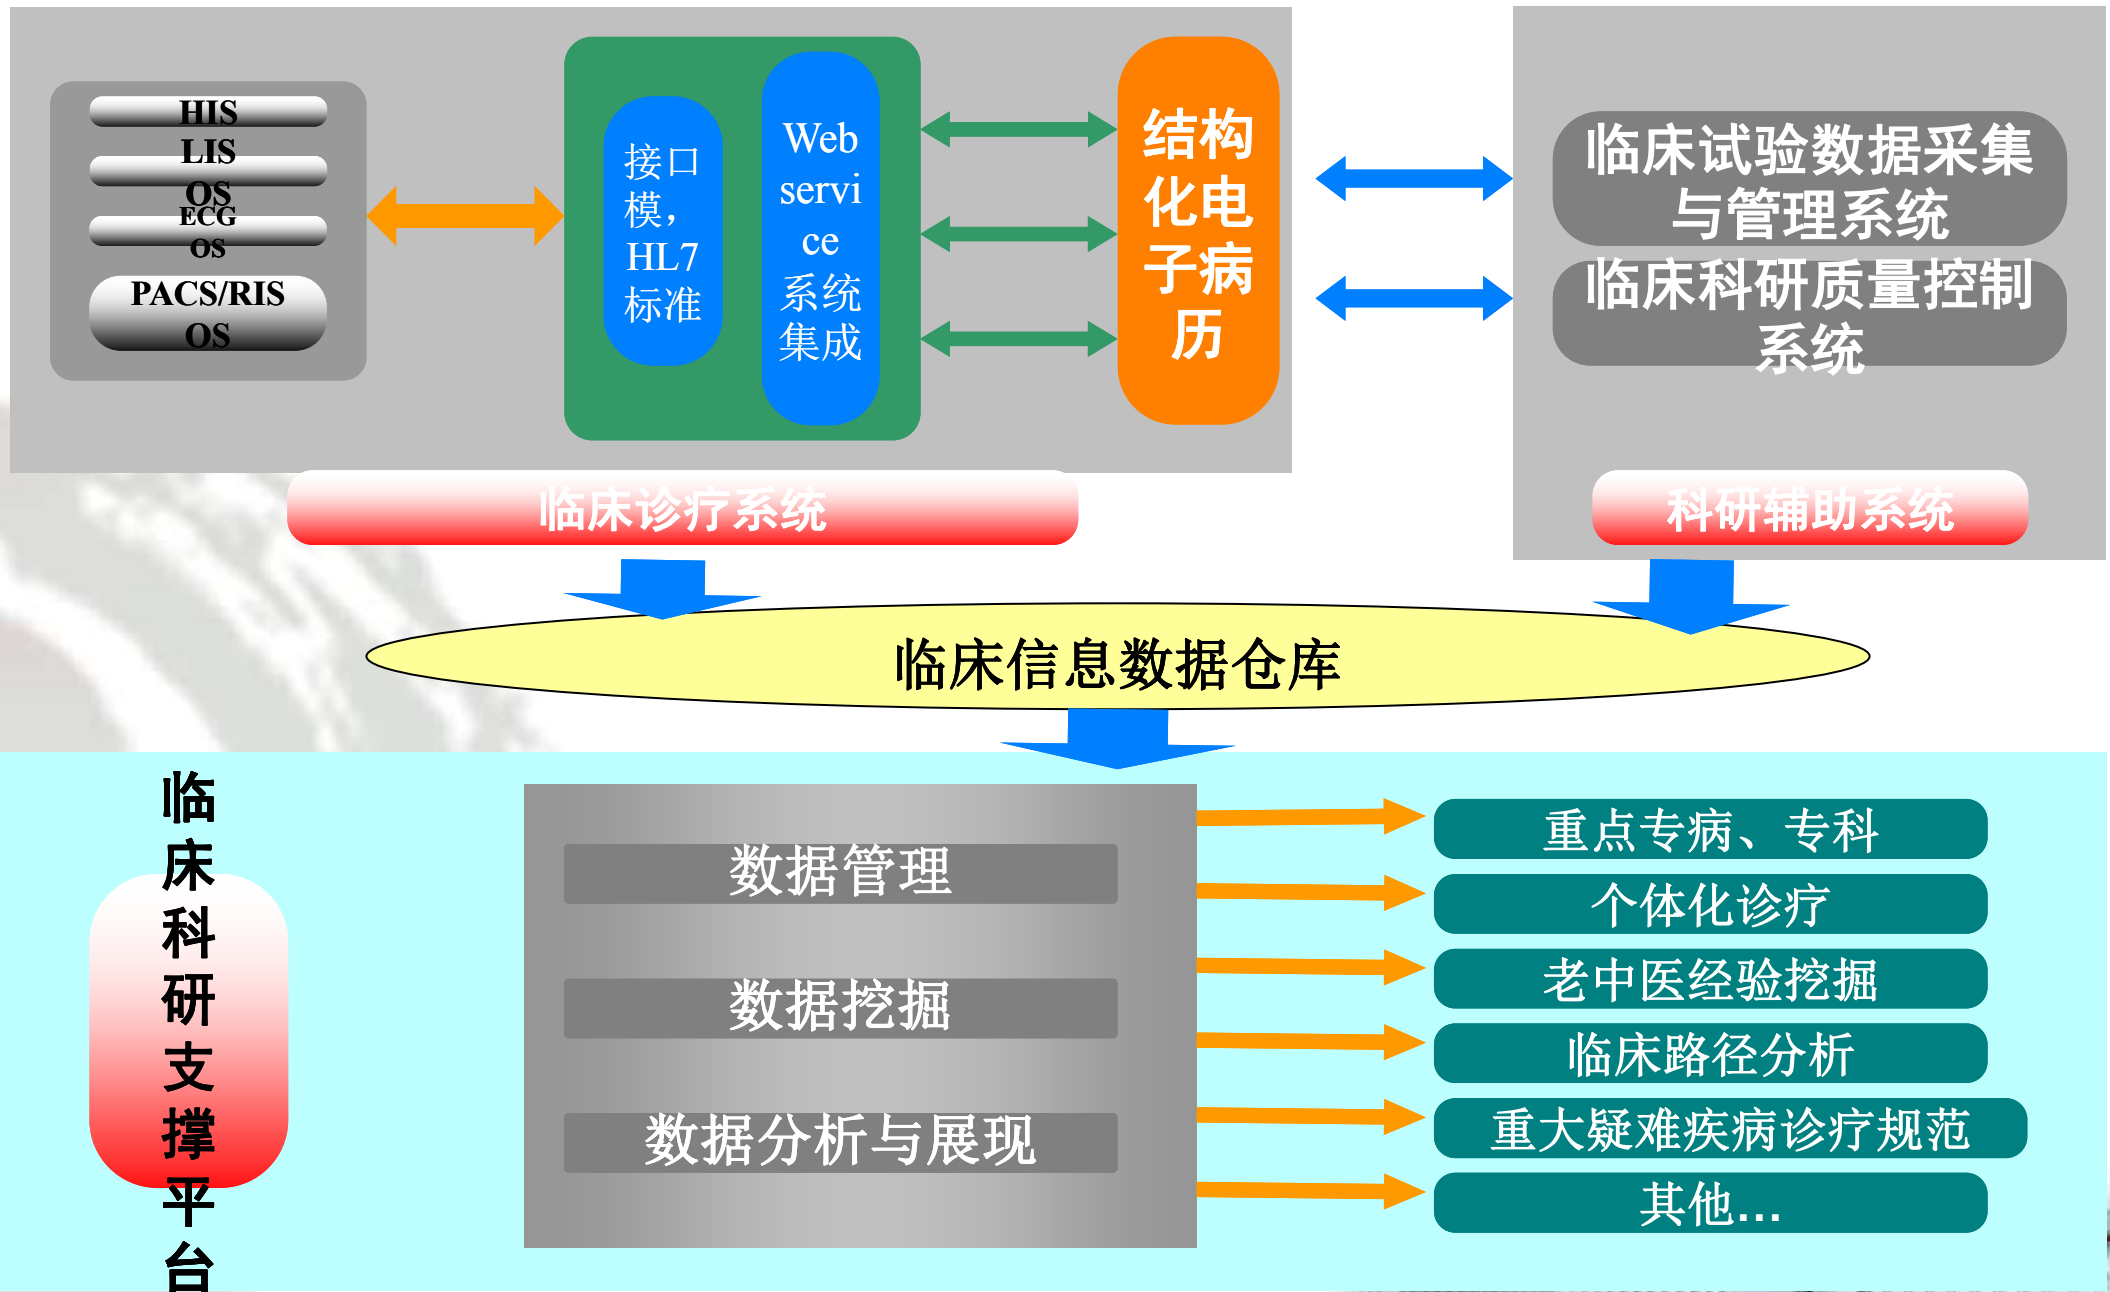 HIS
LIS
OS
ECG
OS
PACS/RIS
OS
接口
模，
HL7
标准
Web
servi
ce
系统
集成
结构
化电
子病
历
临床试验数据采集
与管理系统
临床科研质量控制
系统
临床诊疗系统
科研辅助系统
临床信息数据仓库
临
床
科
研
支
撑
平
台
数据管理
数据挖掘
数据分析与展现
重点专病、专科
个体化诊疗
老中医经验挖掘
临床路径分析
重大疑难疾病诊疗规范
其他...